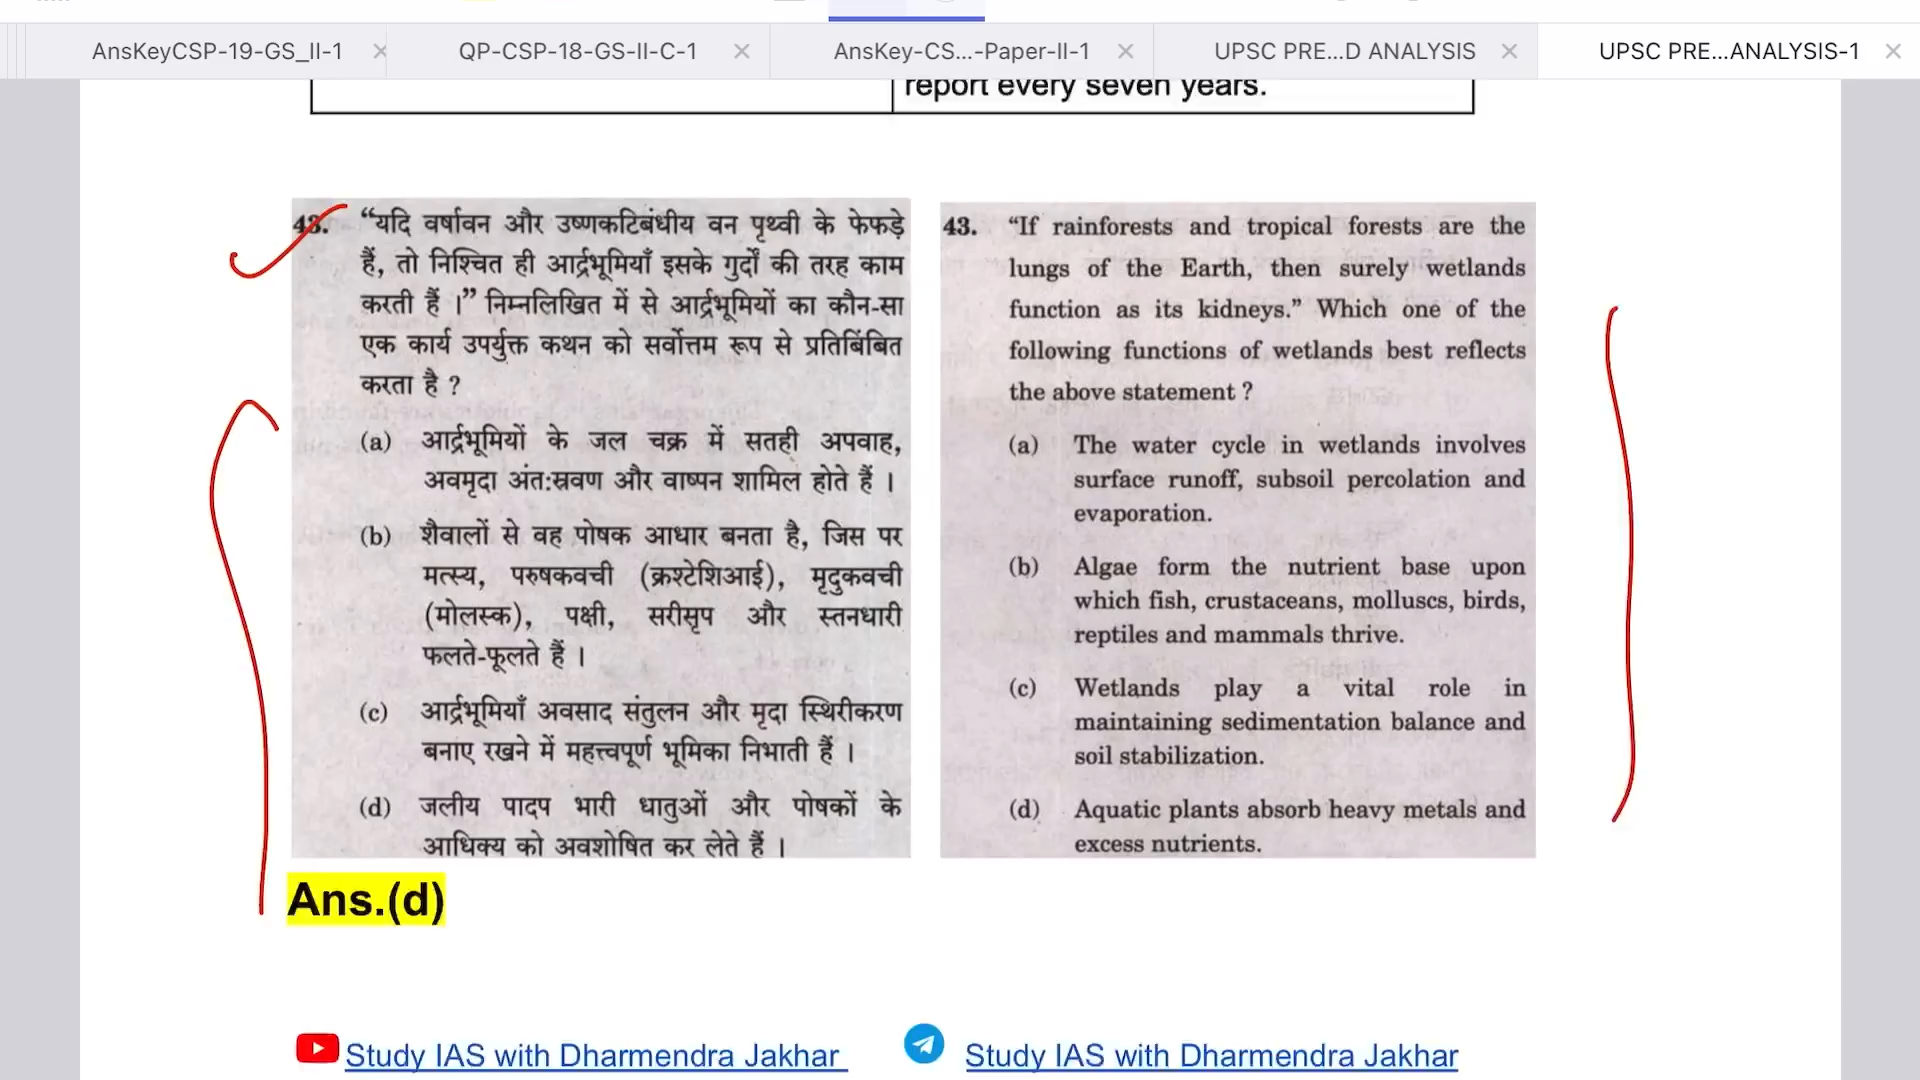 AnsKeyCSP-19-GS_II-1
QP-CSP-18-GS-II-C-1
AnsKey-CS...-Paper-II-1
UPSC PRE...D ANALYSIS
UPSC PRE...ANALYSIS-1
report every seven years.
43. “यदि वर्षावन और उष्णकटिबंधीय वन पृथ्वी के फेफड़े
हैं, तो निश्चित ही आर्द्रभूमियाँ इसके गुर्दों की तरह काम
करती हैं ।” निम्नलिखित में से आर्द्रभूमियों का कौन-सा
एक कार्य उपर्युक्त कथन को सर्वोत्तम रूप से प्रतिबिंबित
करता है ?
(a) आर्द्रभूमियों के जल चक्र में सतही अपवाह,
अवमृदा अंत:स्रवण और वाष्पन शामिल होते हैं ।
(b) शैवालों से वह पोषक आधार बनता है, जिस पर
मत्स्य, परुषकवची (क्रश्टेशिआई), मृदुकवची
(मोलस्क), पक्षी, सरीसृप और स्तनधारी
फलते-फूलते हैं ।
(c) आर्द्रभूमियाँ अवसाद संतुलन और मृदा स्थिरीकरण
बनाए रखने में महत्त्वपूर्ण भूमिका निभाती हैं ।
(d) जलीय पादप भारी धातुओं और पोषकों के
आधिक्य को अवशोषित कर लेते हैं ।
43. “If rainforests and tropical forests are the
lungs of the Earth, then surely wetlands
function as its kidneys.” Which one of the
following functions of wetlands best reflects
the above statement ?
(a) The water cycle in wetlands involves
surface runoff, subsoil percolation and
evaporation.
(b) Algae form the nutrient base upon
which fish, crustaceans, molluscs, birds,
reptiles and mammals thrive.
(c) Wetlands play a vital role in
maintaining sedimentation balance and
soil stabilization.
(d) Aquatic plants absorb heavy metals and
excess nutrients.
Ans.(d)
Study IAS with Dharmendra Jakhar
Study IAS with Dharmendra Jakhar